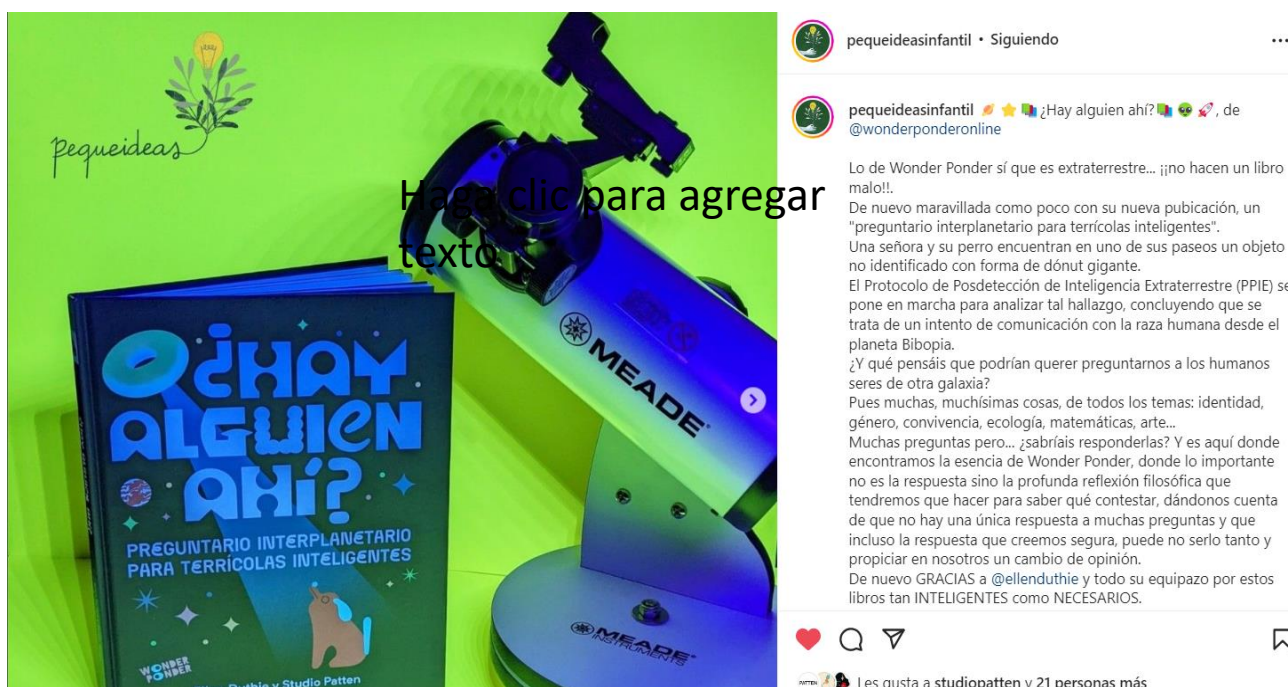 pequeideas
Haga clic para agregar
texto
¿HAY
ALGUIEN
AHÍ?
PREGUNTARIO INTERPLANETARIO
PARA TERRÍCOLAS INTELIGENTES
WONDER
PONDER
Duthie y Studio Patten
MEADE
MEADE
INSTRUMENTS
pequeideasinfantil • Siguiendo
pequeideasinfantil 🪐 ⭐ 📚 ¿Hay alguien ahí? 📚 👽 🚀, de
@wonderponderonline
Lo de Wonder Ponder sí que es extraterrestre... ¡¡no hacen un libro
malo!!.
De nuevo maravillada como poco con su nueva pubicación, un
"preguntario interplanetario para terrícolas inteligentes".
Una señora y su perro encuentran en uno de sus paseos un objeto
no identificado con forma de dónut gigante.
El Protocolo de Posdetección de Inteligencia Extraterrestre (PPIE) se
pone en marcha para analizar tal hallazgo, concluyendo que se
trata de un intento de comunicación con la raza humana desde el
planeta Bibopia.
¿Y qué pensáis que podrían querer preguntarnos a los humanos
seres de otra galaxia?
Pues muchas, muchísimas cosas, de todos los temas: identidad,
género, convivencia, ecología, matemáticas, arte...
Muchas preguntas pero... ¿sabríais responderlas? Y es aquí donde
encontramos la esencia de Wonder Ponder, donde lo importante
no es la respuesta sino la profunda reflexión filosófica que
tendremos que hacer para saber qué contestar, dándonos cuenta
de que no hay una única respuesta a muchas preguntas y que
incluso la respuesta que creemos segura, puede no serlo tanto y
propiciar en nosotros un cambio de opinión.
De nuevo GRACIAS a @ellenduthie y todo su equipazo por estos
libros tan INTELIGENTES como NECESARIOS.
Les gusta a studiopatten y 21 personas más